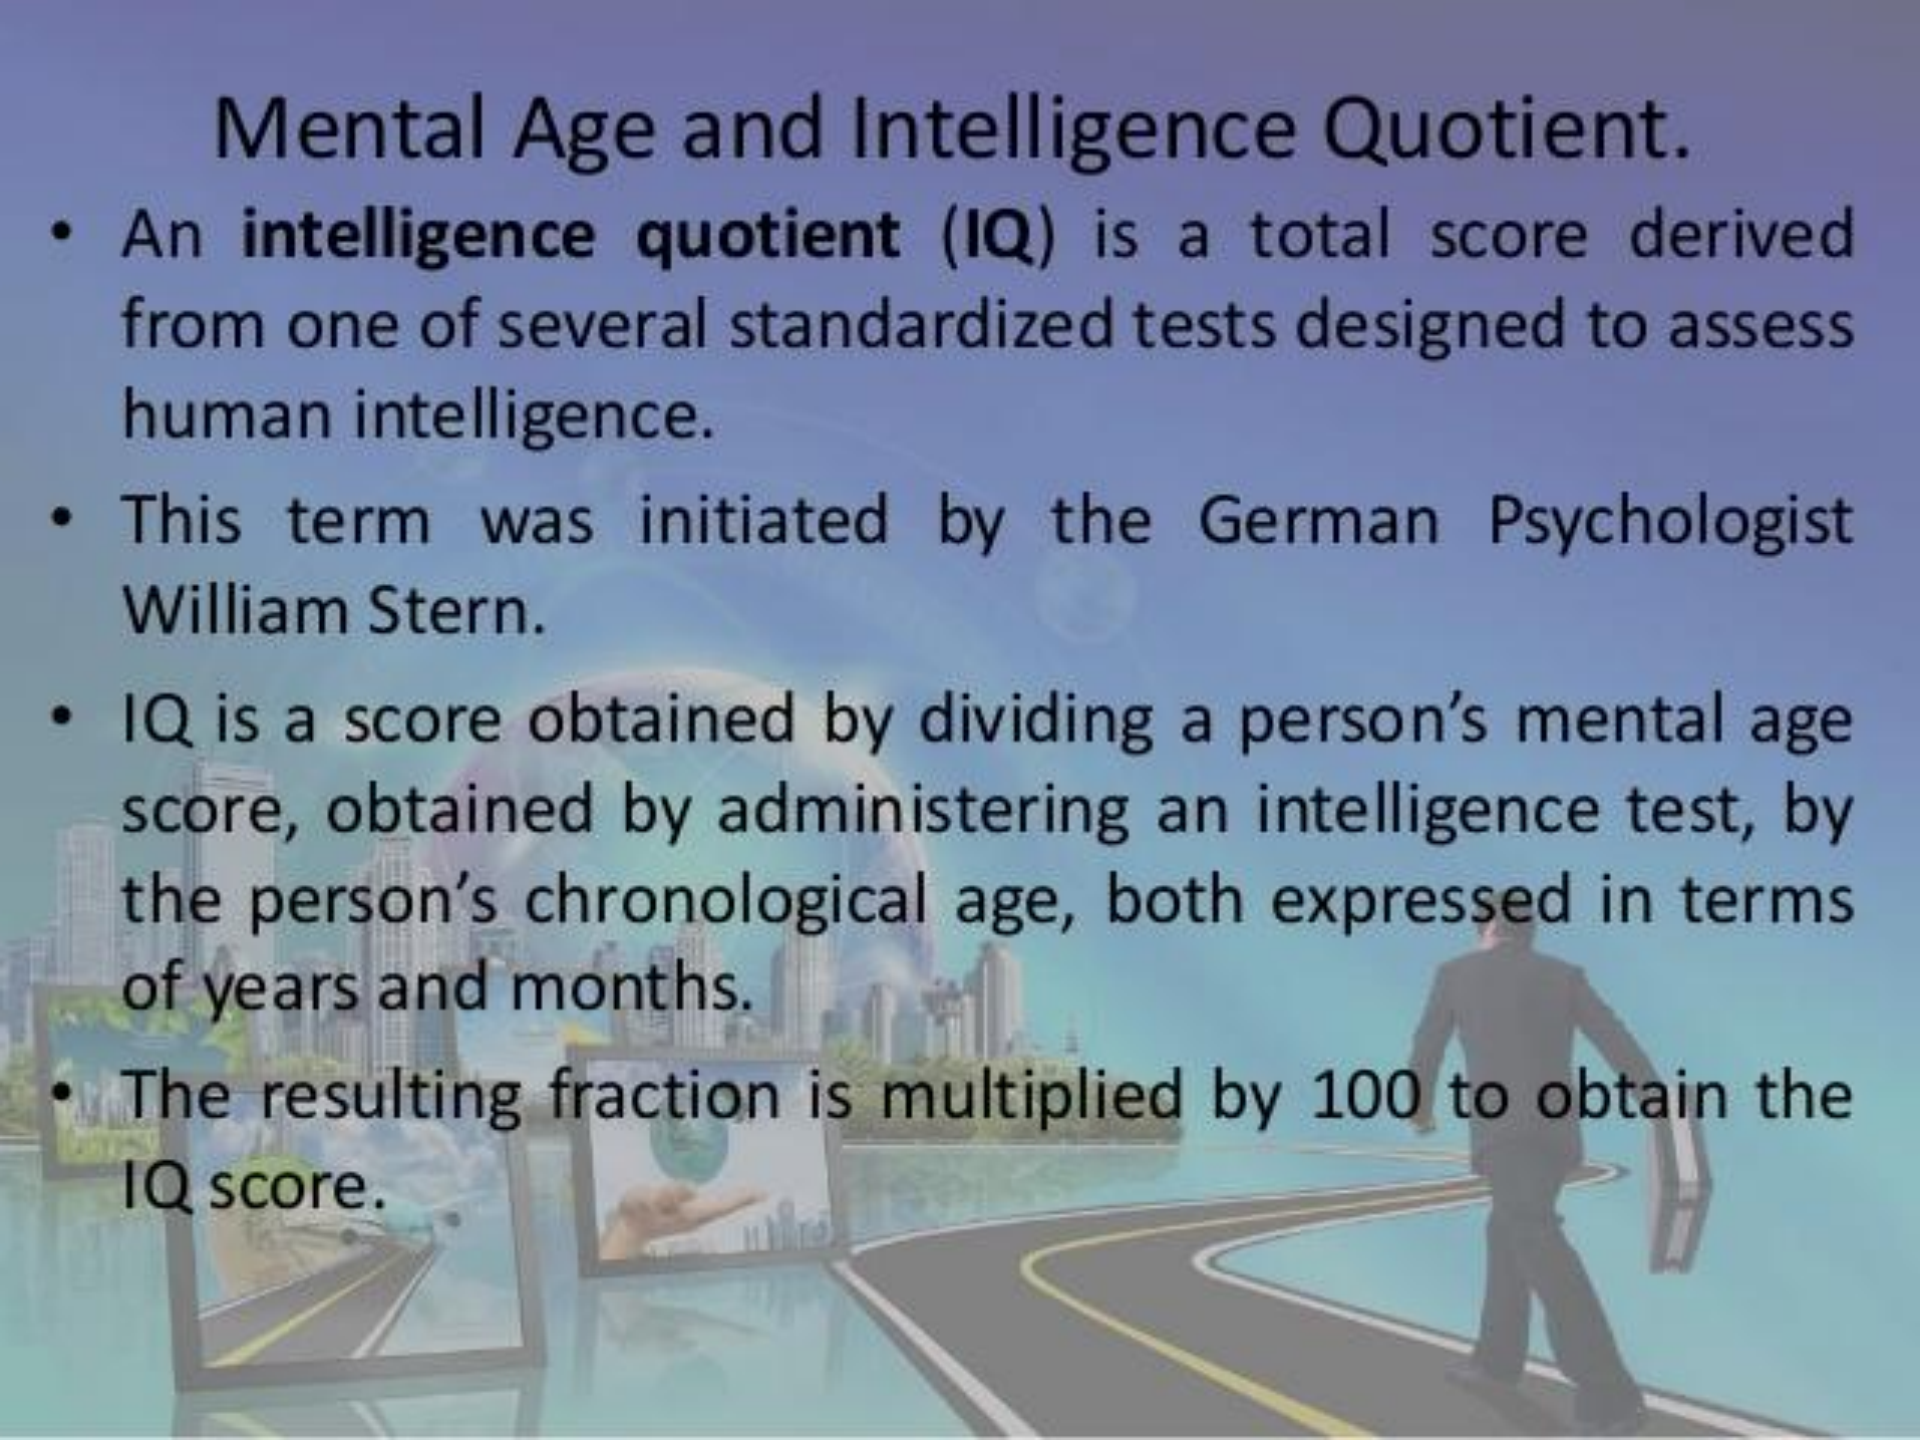 Mental Age and Intelligence Quotient.
• An intelligence quotient (IQ) is a total score derived
from one of several standardized tests designed to assess
human intelligence.
• This term was initiated by the German Psychologist
William Stern.
• IQ is a score obtained by dividing a person’s mental age
score, obtained by administering an intelligence test, by
the person’s chronological age, both expressed in terms
of years and months.
• The resulting fraction is multiplied by 100 to obtain the
IQ score.